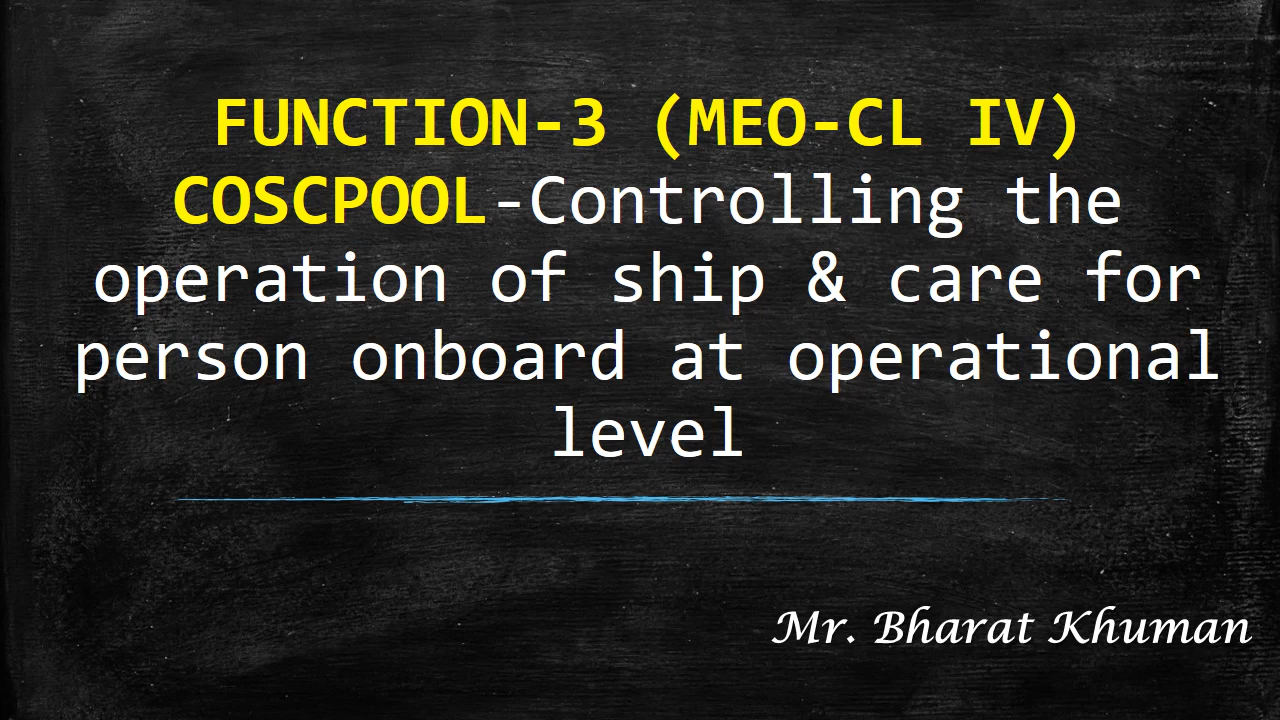 FUNCTION-3 (MEO-CL IV)
COSCPOOL-Controlling the
operation of ship & care for
person onboard at operational
level
Mr. Bharat Khuman